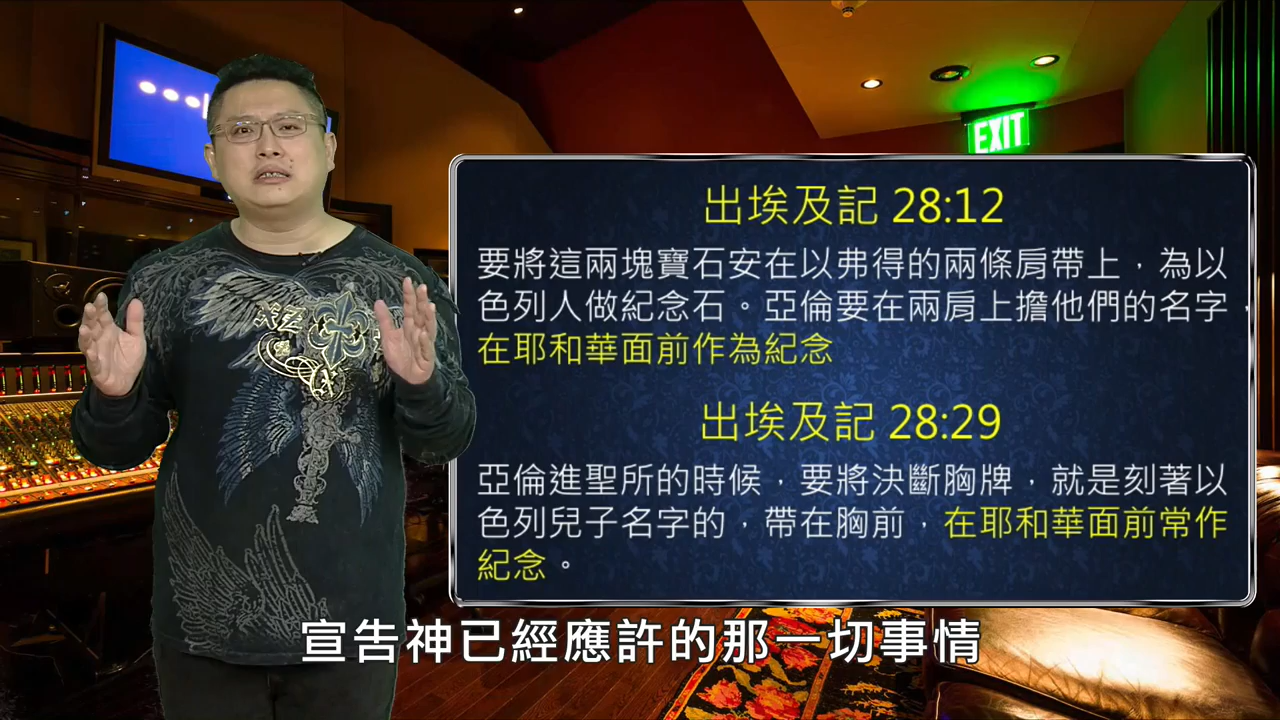 EXIT
出埃及記 28:12
要將這兩塊寶石安在以弗得的兩條肩帶上，為以
色列人做紀念石。亞倫要在兩肩上擔他們的名字，
在耶和華面前作為紀念
出埃及記 28:29
亞倫進聖所的時候，要將決斷胸牌，就是刻著以
色列兒子名字的，帶在胸前，在耶和華面前常作
紀念。
宣告神已經應許的那一切事情